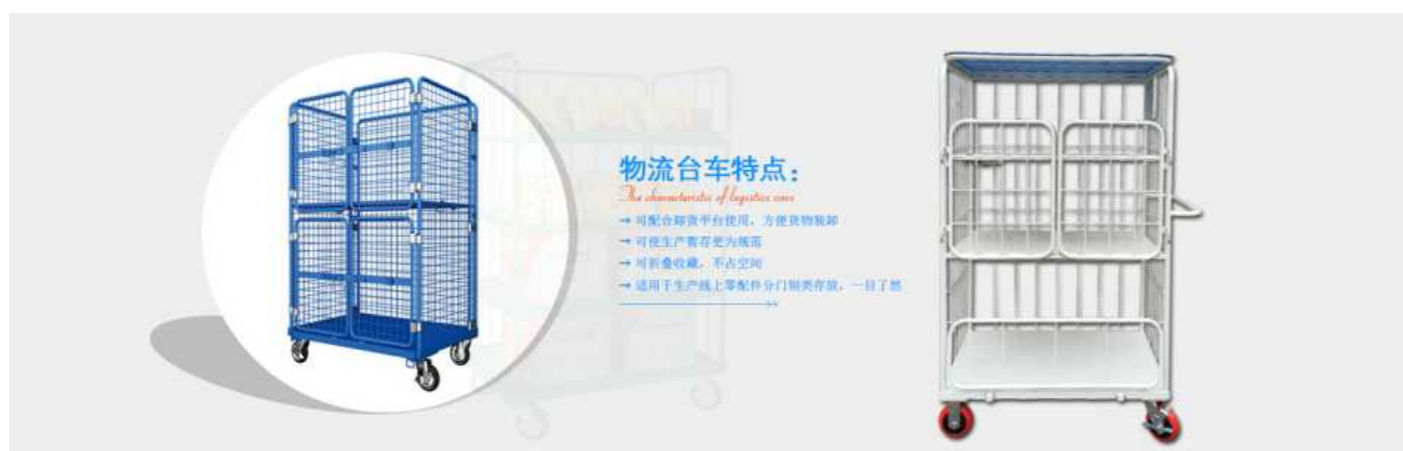 物流台车特点：
The characteristic of logistics cars
→ 可配合卸货平台使用，方便货物装卸
→ 可使生产暂存更为规范
→ 可折叠收藏，不占空间
→ 适用于生产线上零配件分门别类存放，一目了然